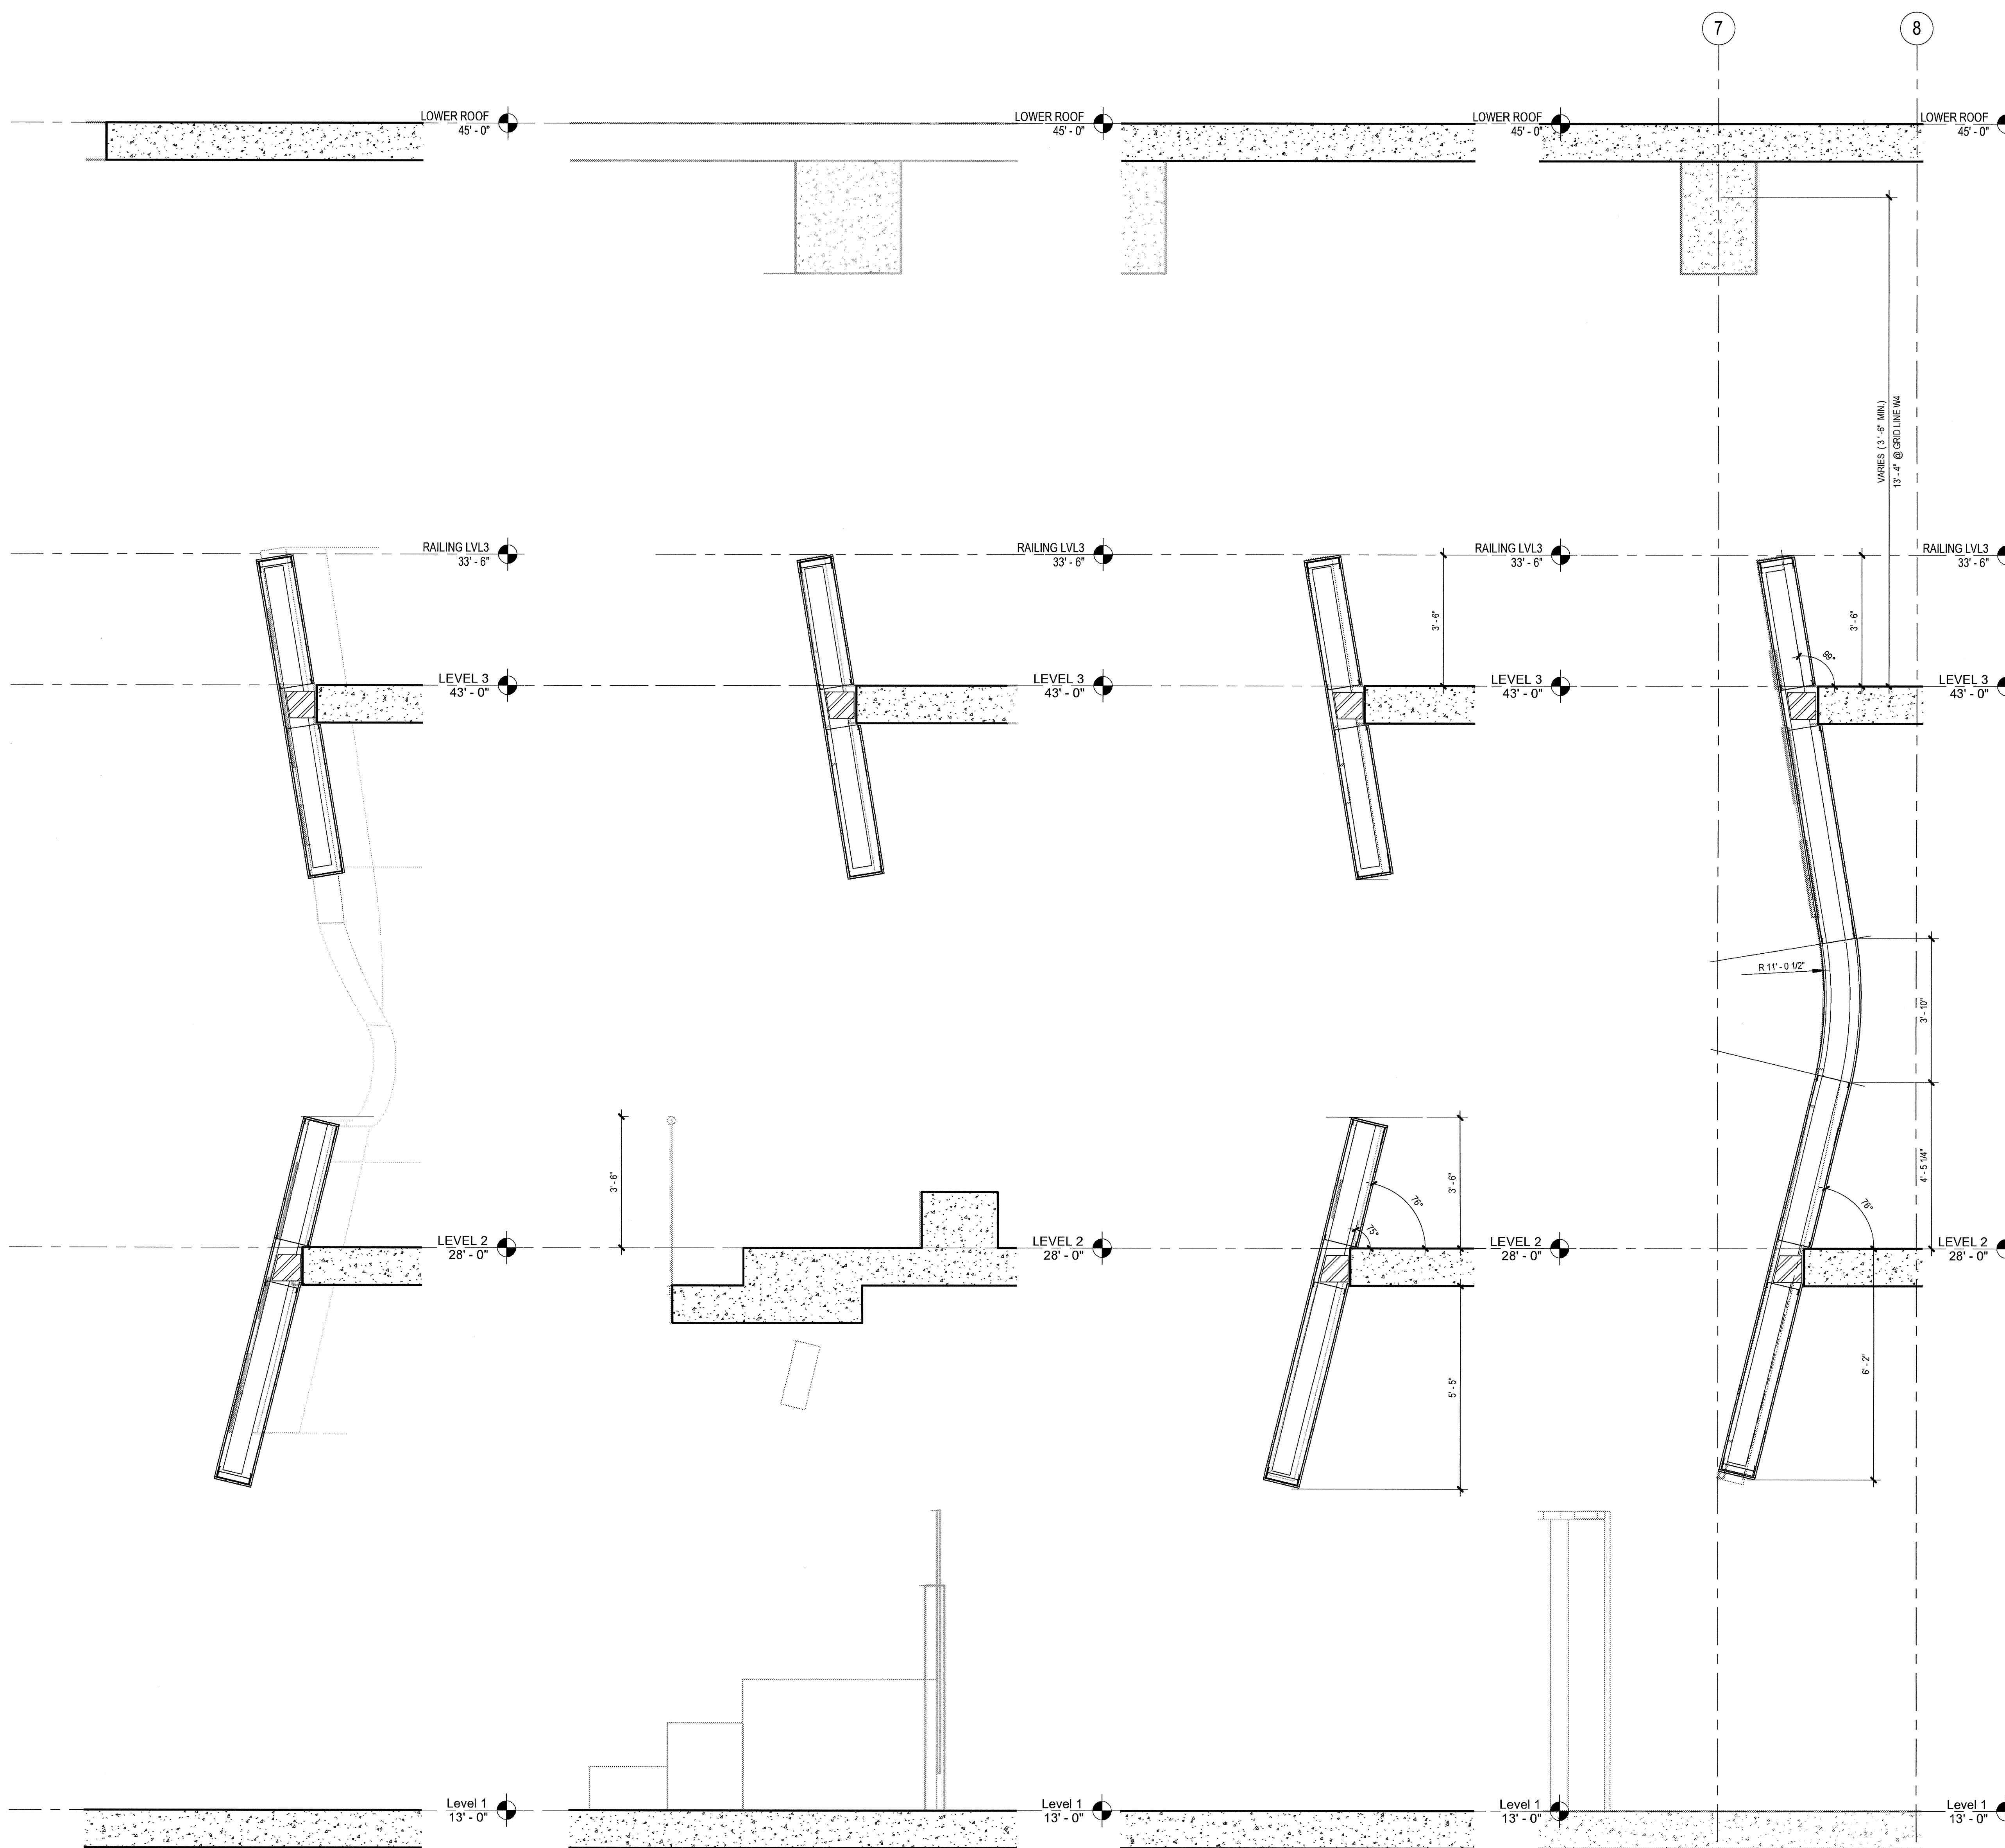 7
8
LOWER ROOF
45' - 0"
LOWER ROOF
45' - 0"
LOWER ROOF
45' - 0"
LOWER ROOF
45' - 0"
VARIES (3'-6" MIN.)
13' - 4" @ GRID LINE W4
RAILING LVL3
33' - 6"
RAILING LVL3
33' - 6"
RAILING LVL3
33' - 6"
RAILING LVL3
33' - 6"
3' - 6"
3' - 6"
99°
LEVEL 3
43' - 0"
LEVEL 3
43' - 0"
LEVEL 3
43' - 0"
LEVEL 3
43' - 0"
R 11' - 0 1/2"
3' - 10"
3' - 6"
3' - 6"
76°
75°
4' - 5 1/4"
76°
LEVEL 2
28' - 0"
LEVEL 2
28' - 0"
LEVEL 2
28' - 0"
LEVEL 2
28' - 0"
5' - 5"
6' - 2"
Level 1
13' - 0"
Level 1
13' - 0"
Level 1
13' - 0"
Level 1
13' - 0"